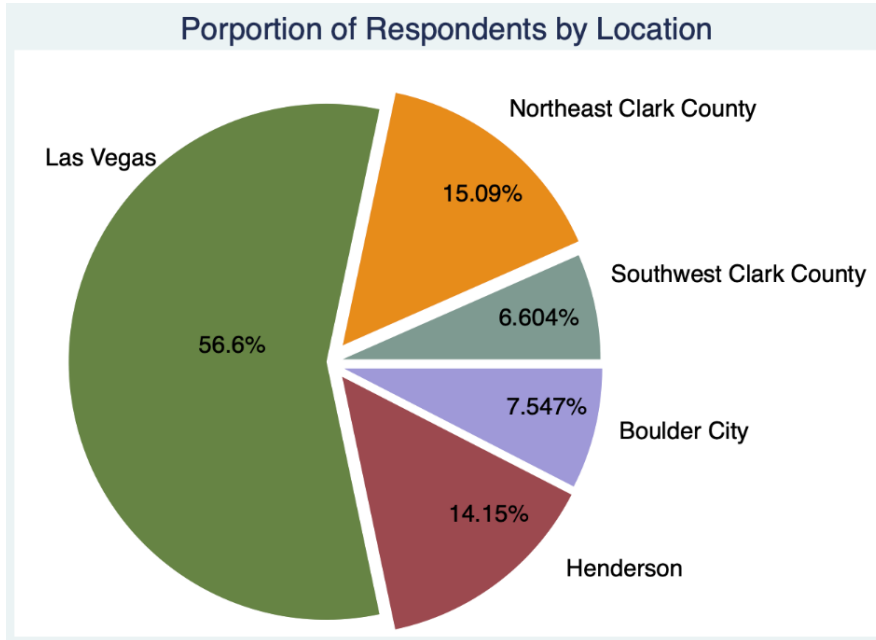 Porportion of Respondents by Location
Northeast Clark County
Las Vegas
15.09%
Southwest Clark County
6.604%
56.6%
7.547%
Boulder City
14.15%
Henderson